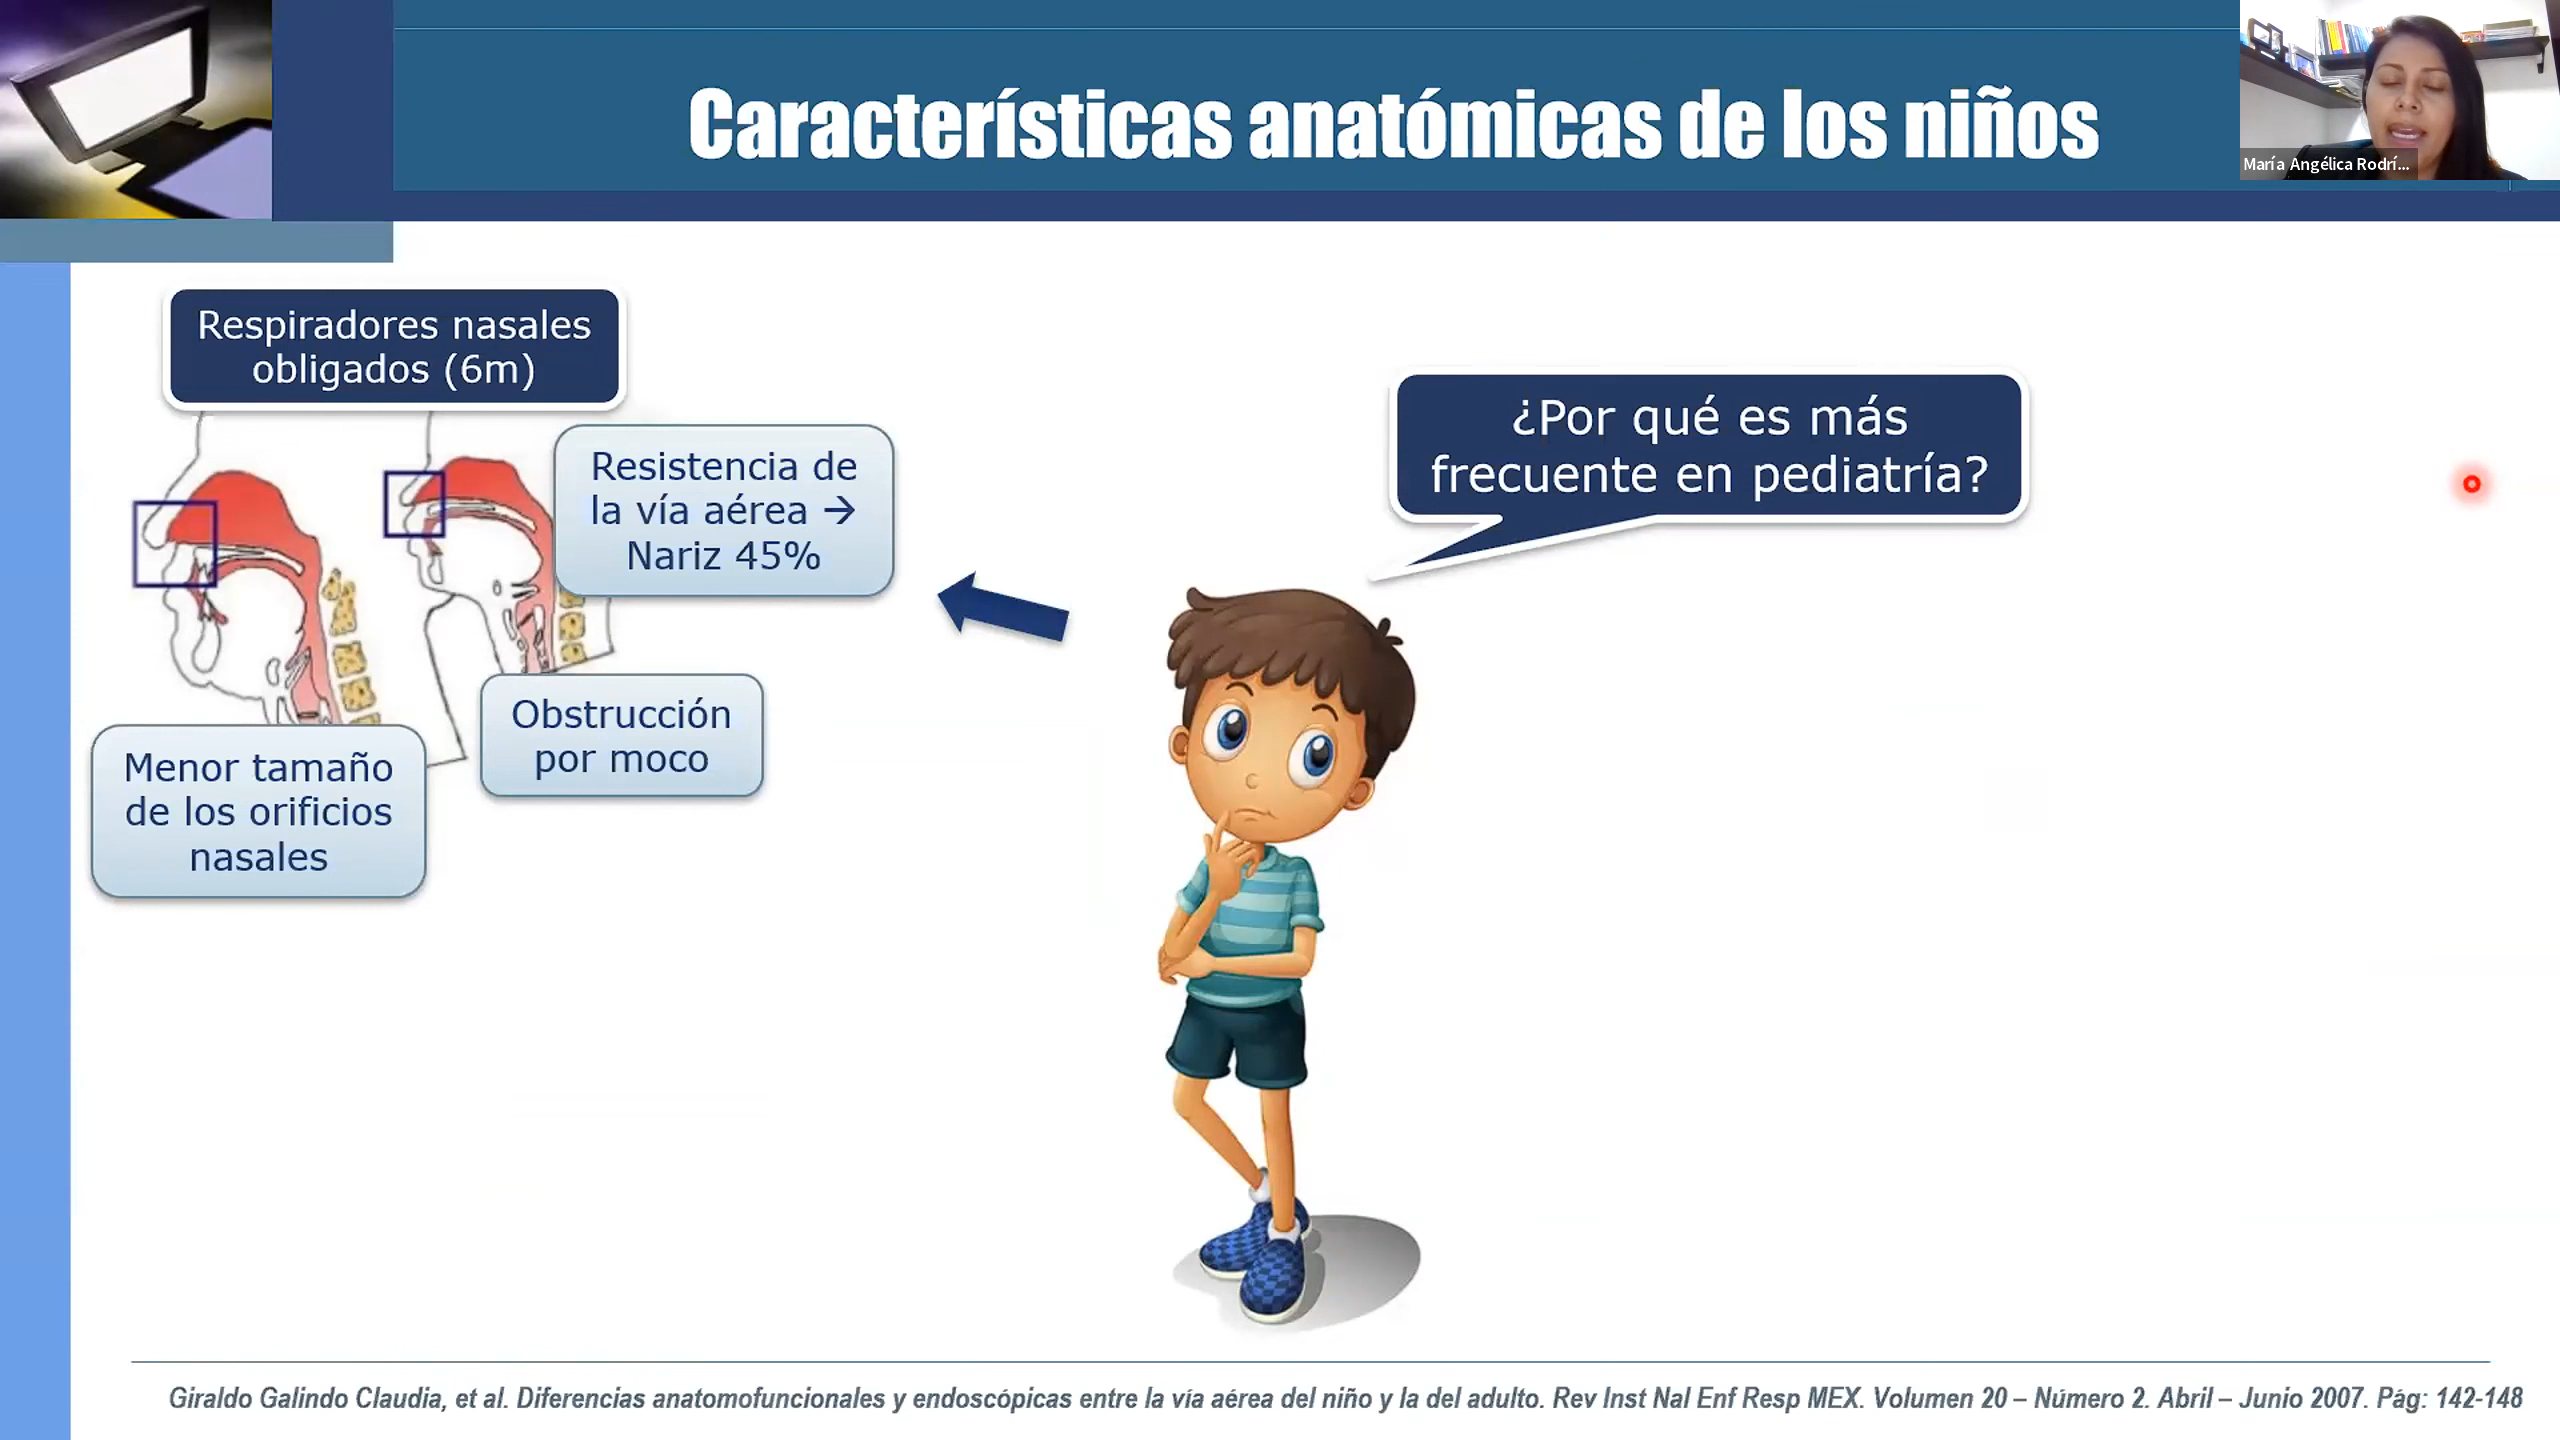 Características anatómicas de los niños
María Angélica Rodrí...
Respiradores nasales
obligados (6m)
Resistencia de
la vía aérea →
Nariz 45%
Obstrucción
por moco
Menor tamaño
de los orificios
nasales
¿Por qué es más
frecuente en pediatría?
Giraldo Galindo Claudia, et al. Diferencias anatomofuncionales y endoscópicas entre la vía aérea del niño y la del adulto. Rev Inst Nal Enf Resp MEX. Volumen 20 – Número 2. Abril – Junio 2007. Pág: 142-148